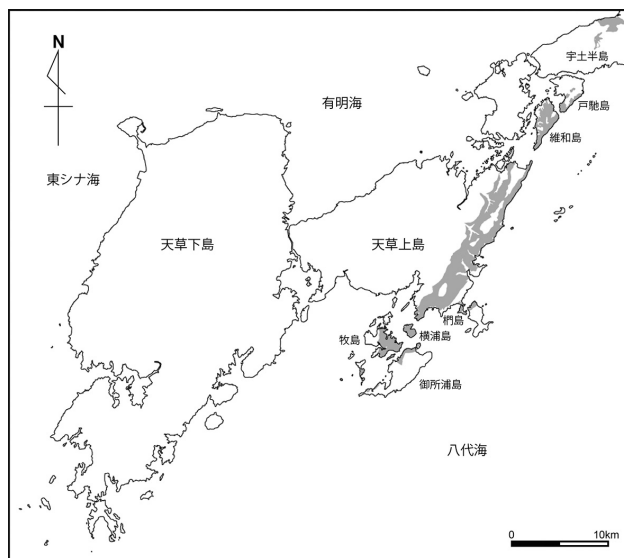 N
宇土半島
戸馳島
有明海
維和島
東シナ海
天草下島
天草上島
椚島
牧島
横浦島
御所浦島
八代海
0
10km